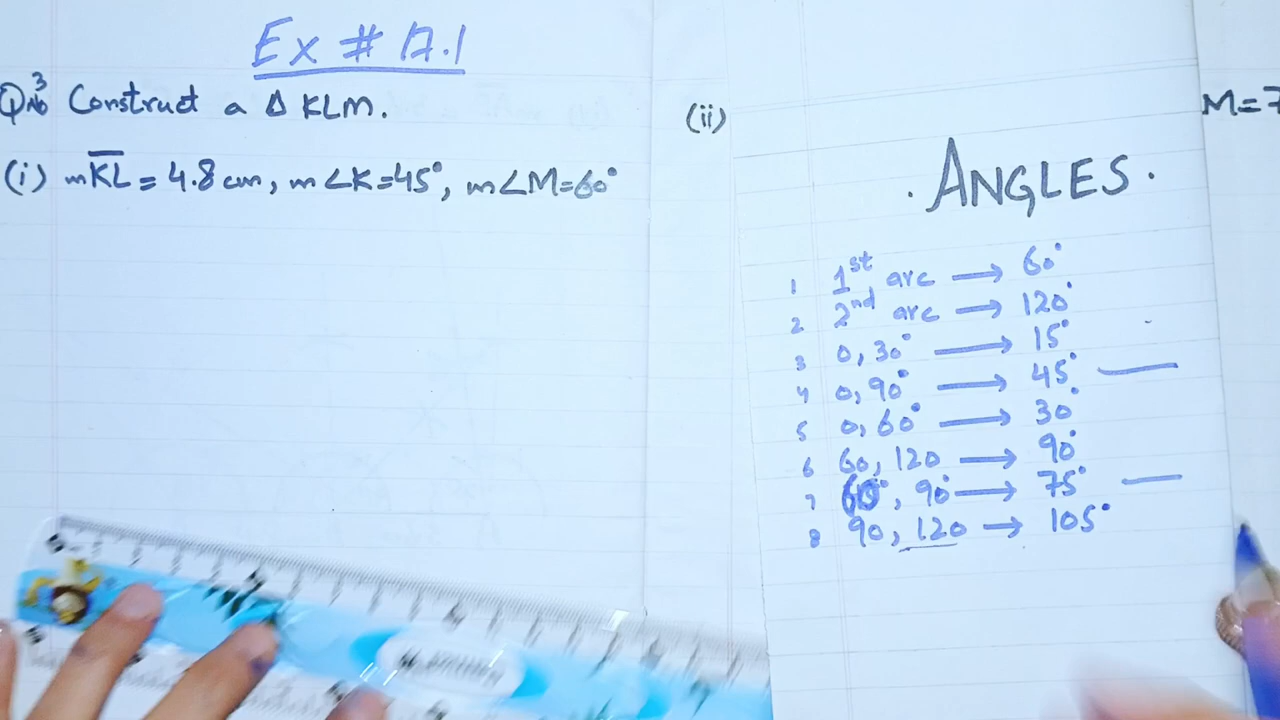 Ex # 17.1
QNo 3 Construct a Δ KLM.
(i) mKL = 4.8 cm, m∠K=45°, m∠M=60°
(ii)
M=7
. ANGLES .
1 1st arc → 60°
2 2nd arc → 120°
3 0, 30° → 15°
4 0, 90° → 45°
5 0, 60° → 30°
6 60, 120 → 90°
7 60°, 90° → 75°
8 90, 120 → 105°